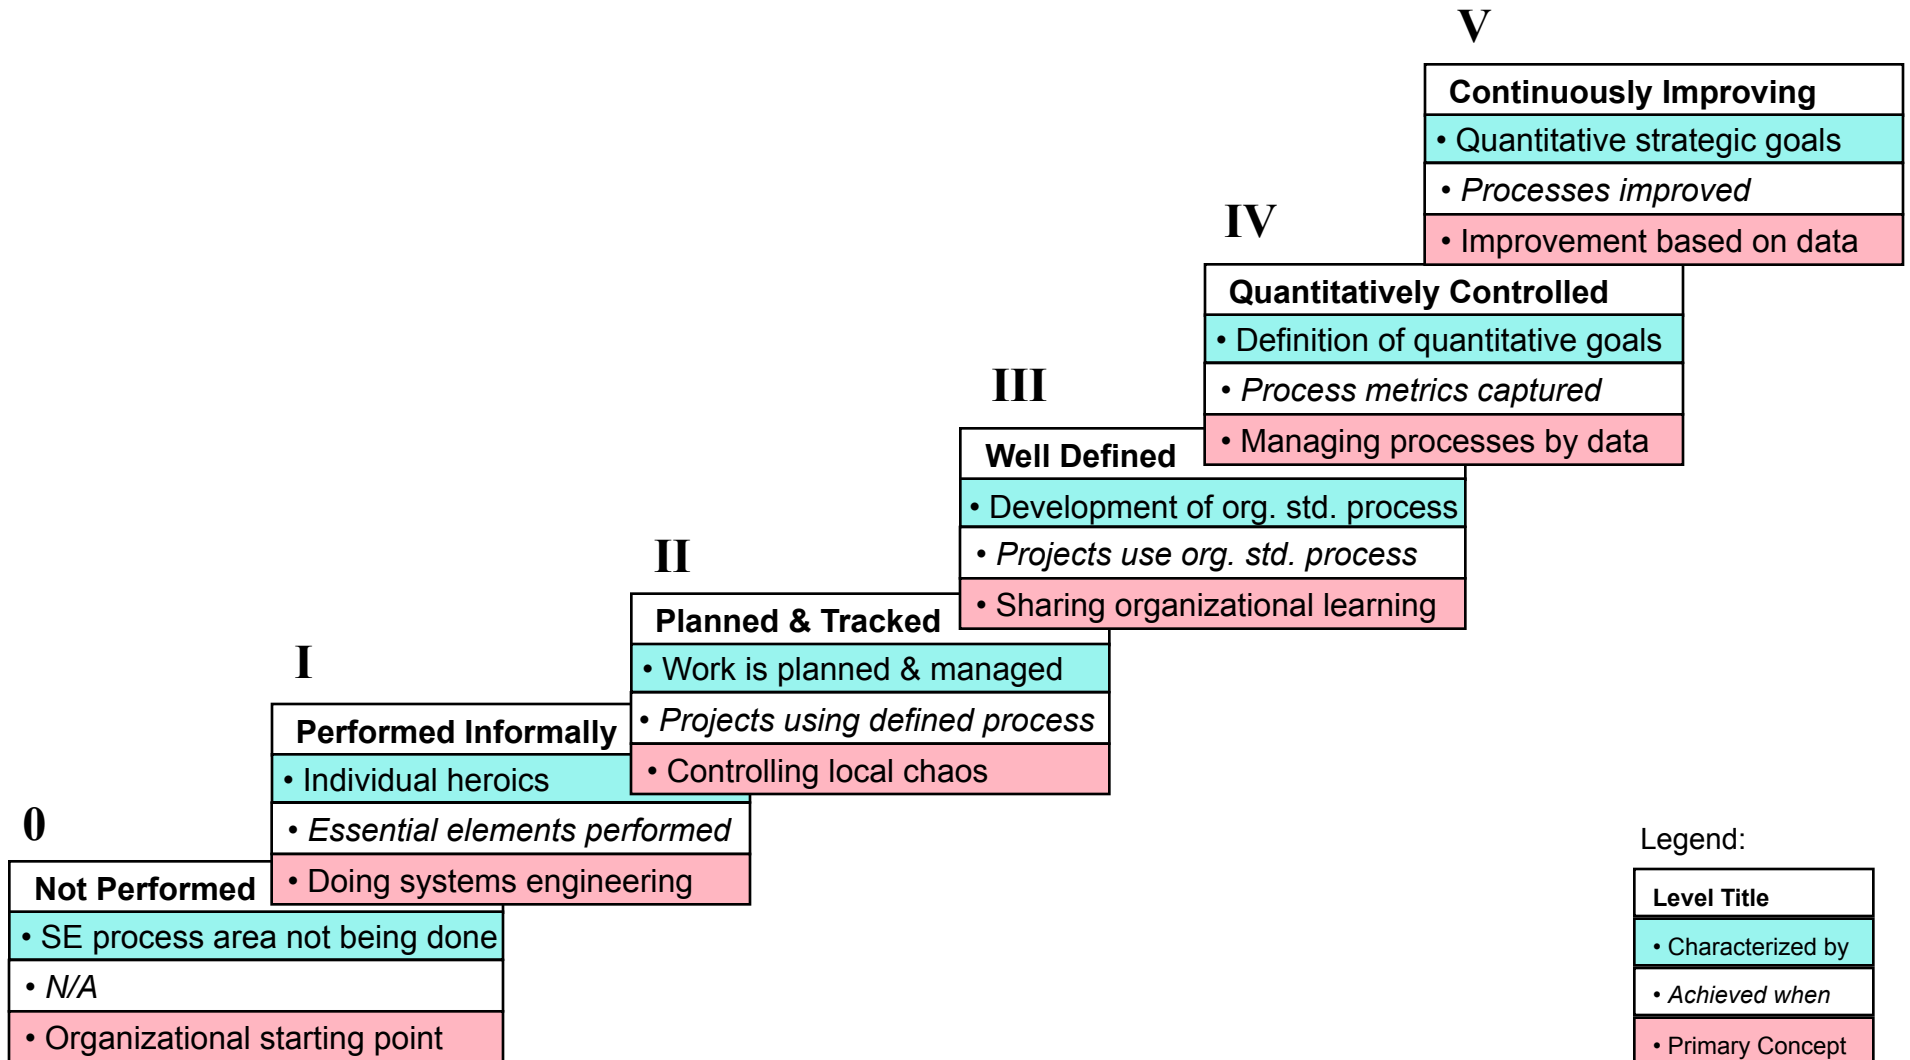 V
Continuously Improving
• Quantitative strategic goals
• Processes improved
• Improvement based on data
IV
Quantitatively Controlled
• Definition of quantitative goals
• Process metrics captured
• Managing processes by data
III
Well Defined
• Development of org. std. process
• Projects use org. std. process
• Sharing organizational learning
II
Planned & Tracked
• Work is planned & managed
• Projects using defined process
• Controlling local chaos
I
Performed Informally
• Individual heroics
• Essential elements performed
• Doing systems engineering
0
Not Performed
• SE process area not being done
• N/A
• Organizational starting point
Legend:
Level Title
• Characterized by
• Achieved when
• Primary Concept